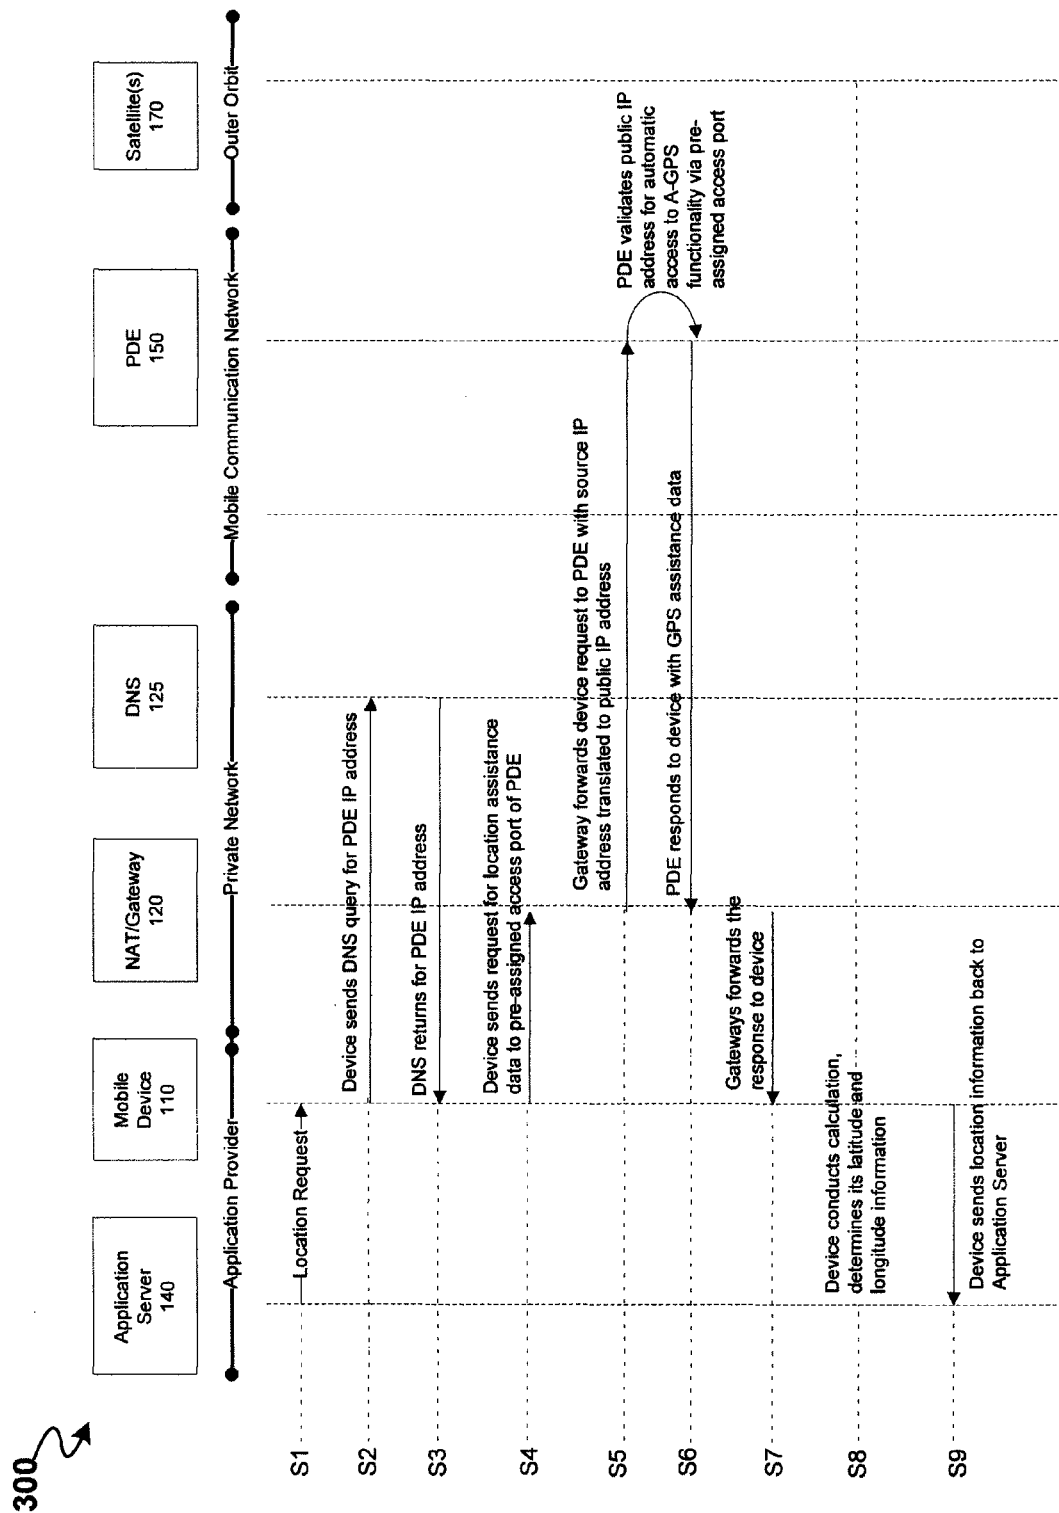 300
Application
Server
140
Mobile
Device
110
NAT/Gateway
120
DNS
125
PDE
150
Satellite(s)
170
Application Provider
Private Network
Mobile Communication Network
Outer Orbit
S1
Location Request
S2
Device sends DNS query for PDE IP address
S3
DNS returns for PDE IP address
S4
Device sends request for location assistance
data to pre-assigned access port of PDE
S5
Gateway forwards device request to PDE with source IP
address translated to public IP address
PDE validates public IP
address for automatic
access to A-GPS
functionality via pre-
assigned access port
S6
PDE responds to device with GPS assistance data
S7
Gateways forwards the
response to device
S8
Device conducts calculation,
determines its latitude and
longitude information
S9
Device sends location information back to
Application Server